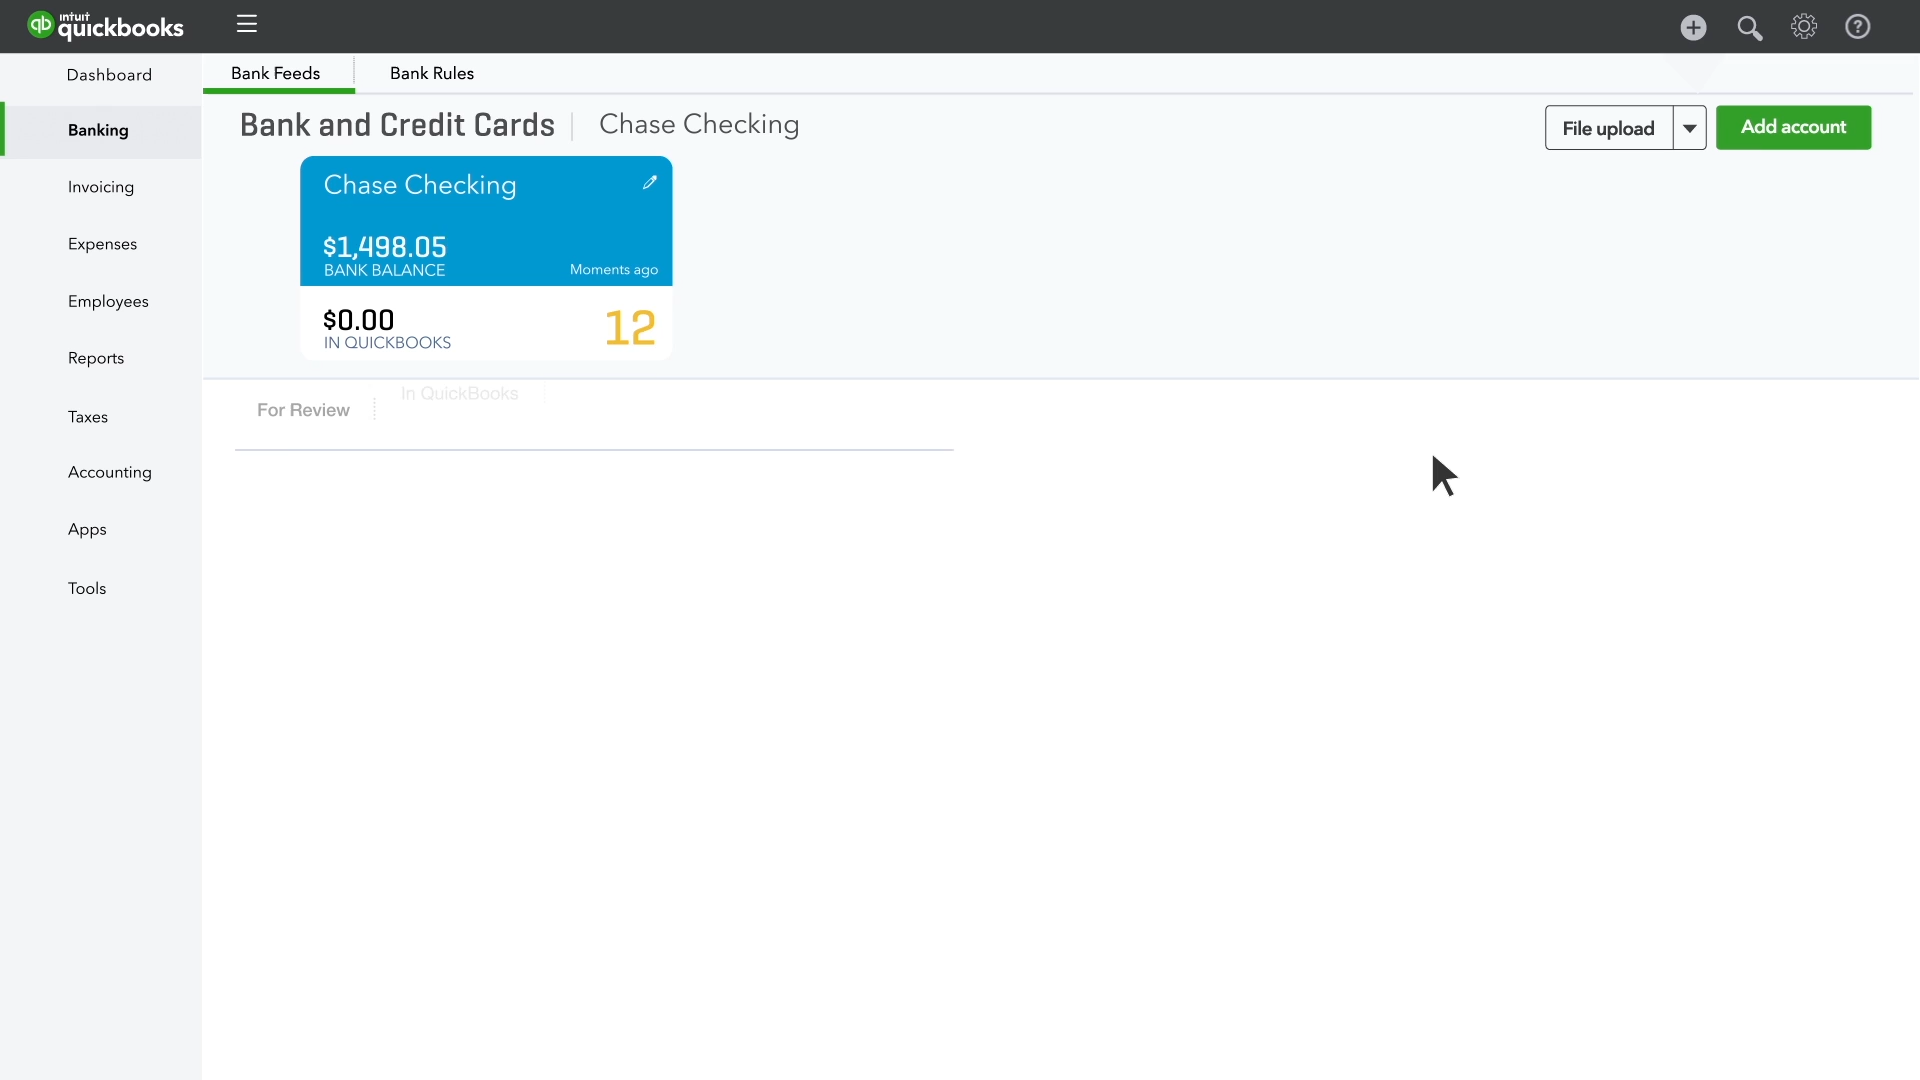 intuit
quickbooks
Dashboard
Banking
Invoicing
Expenses
Employees
Reports
Taxes
Accounting
Apps
Tools
Bank Feeds
Bank Rules
Bank and Credit Cards
Chase Checking
File upload
Add account
Chase Checking
$1,498.05
BANK BALANCE
Moments ago
$0.00
IN QUICKBOOKS
12
For Review
In QuickBooks